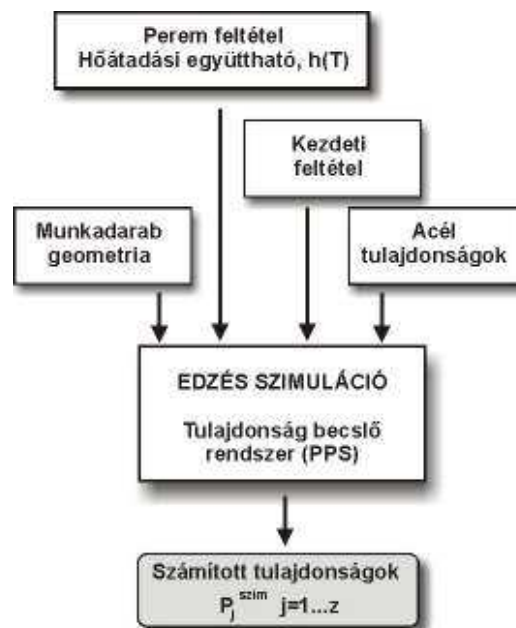 Perem feltétel
Hőátadási együttható, h(T)
Kezdeti
feltétel
Munkadarab
geometria
Acél
tulajdonságok
EDZÉS SZIMULÁCIÓ
Tulajdonság becslő
rendszer (PPS)
Számított tulajdonságok
P_j^szim j=1...z